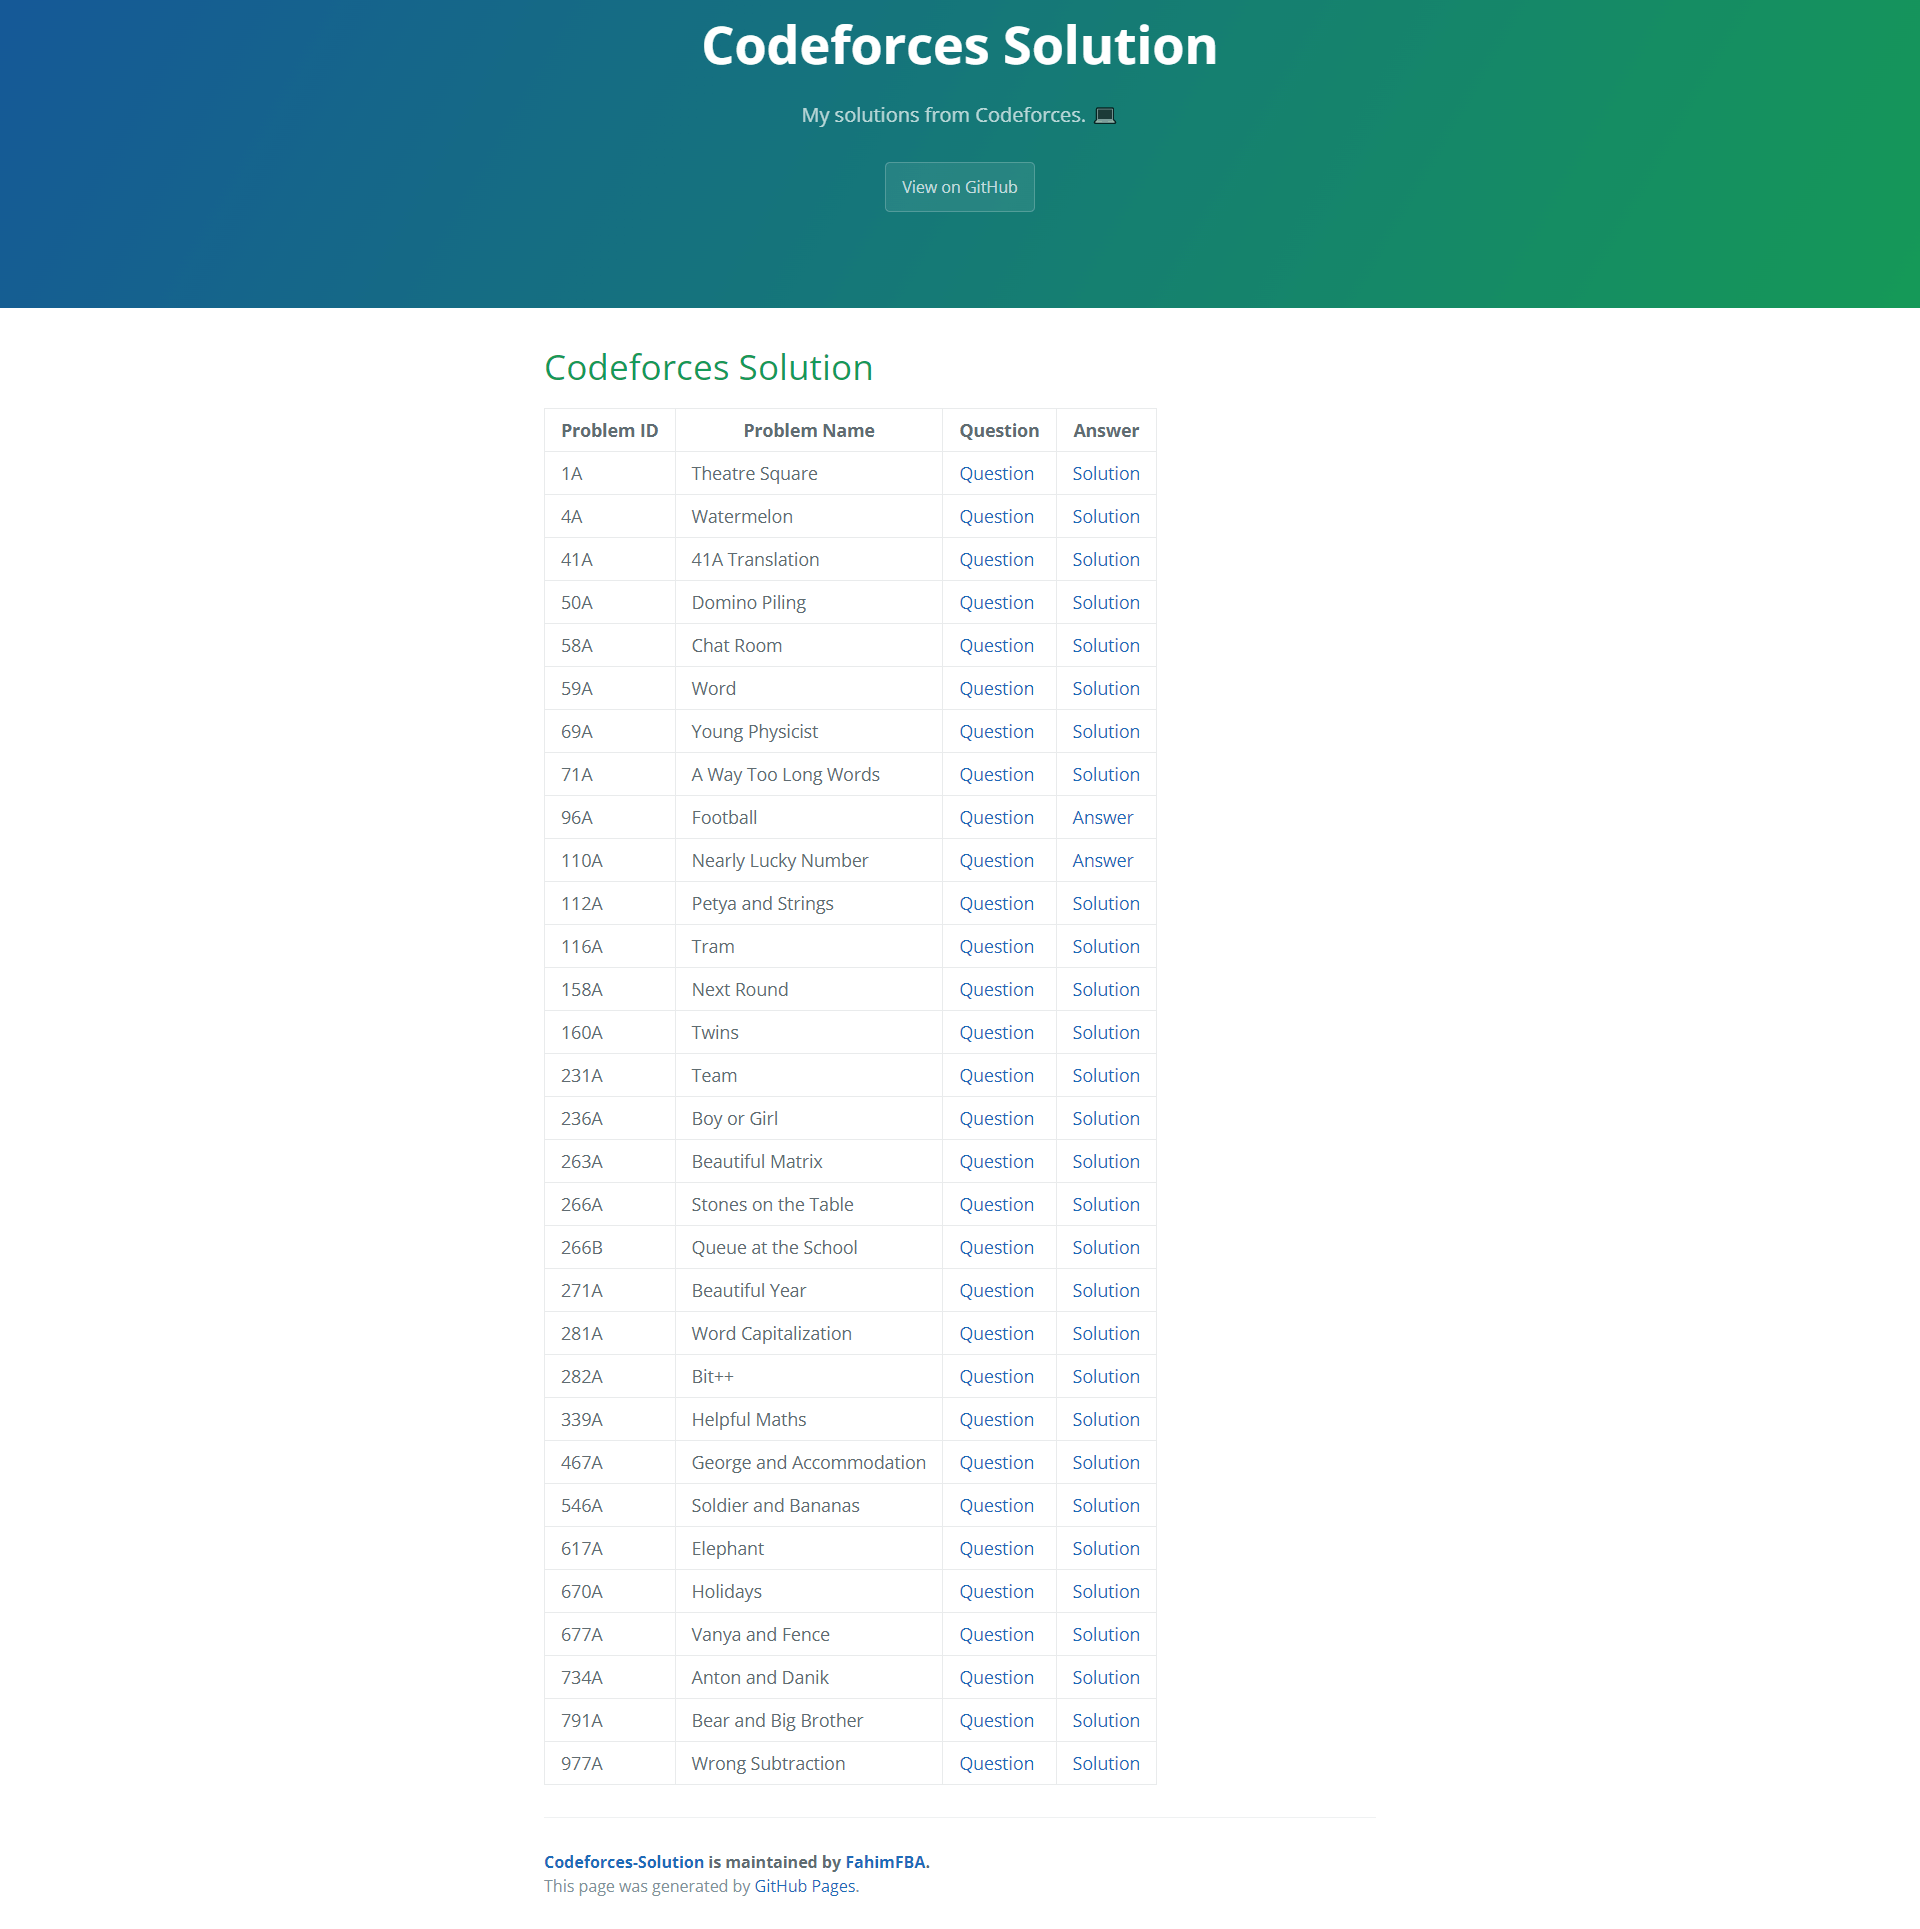 Codeforces Solution
My solutions from Codeforces. 💻
View on GitHub
Codeforces Solution
Problem ID Problem Name Question Answer
1A Theatre Square Question Solution
4A Watermelon Question Solution
41A 41A Translation Question Solution
50A Domino Piling Question Solution
58A Chat Room Question Solution
59A Word Question Solution
69A Young Physicist Question Solution
71A A Way Too Long Words Question Solution
96A Football Question Answer
110A Nearly Lucky Number Question Answer
112A Petya and Strings Question Solution
116A Tram Question Solution
158A Next Round Question Solution
160A Twins Question Solution
231A Team Question Solution
236A Boy or Girl Question Solution
263A Beautiful Matrix Question Solution
266A Stones on the Table Question Solution
266B Queue at the School Question Solution
271A Beautiful Year Question Solution
281A Word Capitalization Question Solution
282A Bit++ Question Solution
339A Helpful Maths Question Solution
467A George and Accommodation Question Solution
546A Soldier and Bananas Question Solution
617A Elephant Question Solution
670A Holidays Question Solution
677A Vanya and Fence Question Solution
734A Anton and Danik Question Solution
791A Bear and Big Brother Question Solution
977A Wrong Subtraction Question Solution
Codeforces-Solution is maintained by FahimFBA.
This page was generated by GitHub Pages.